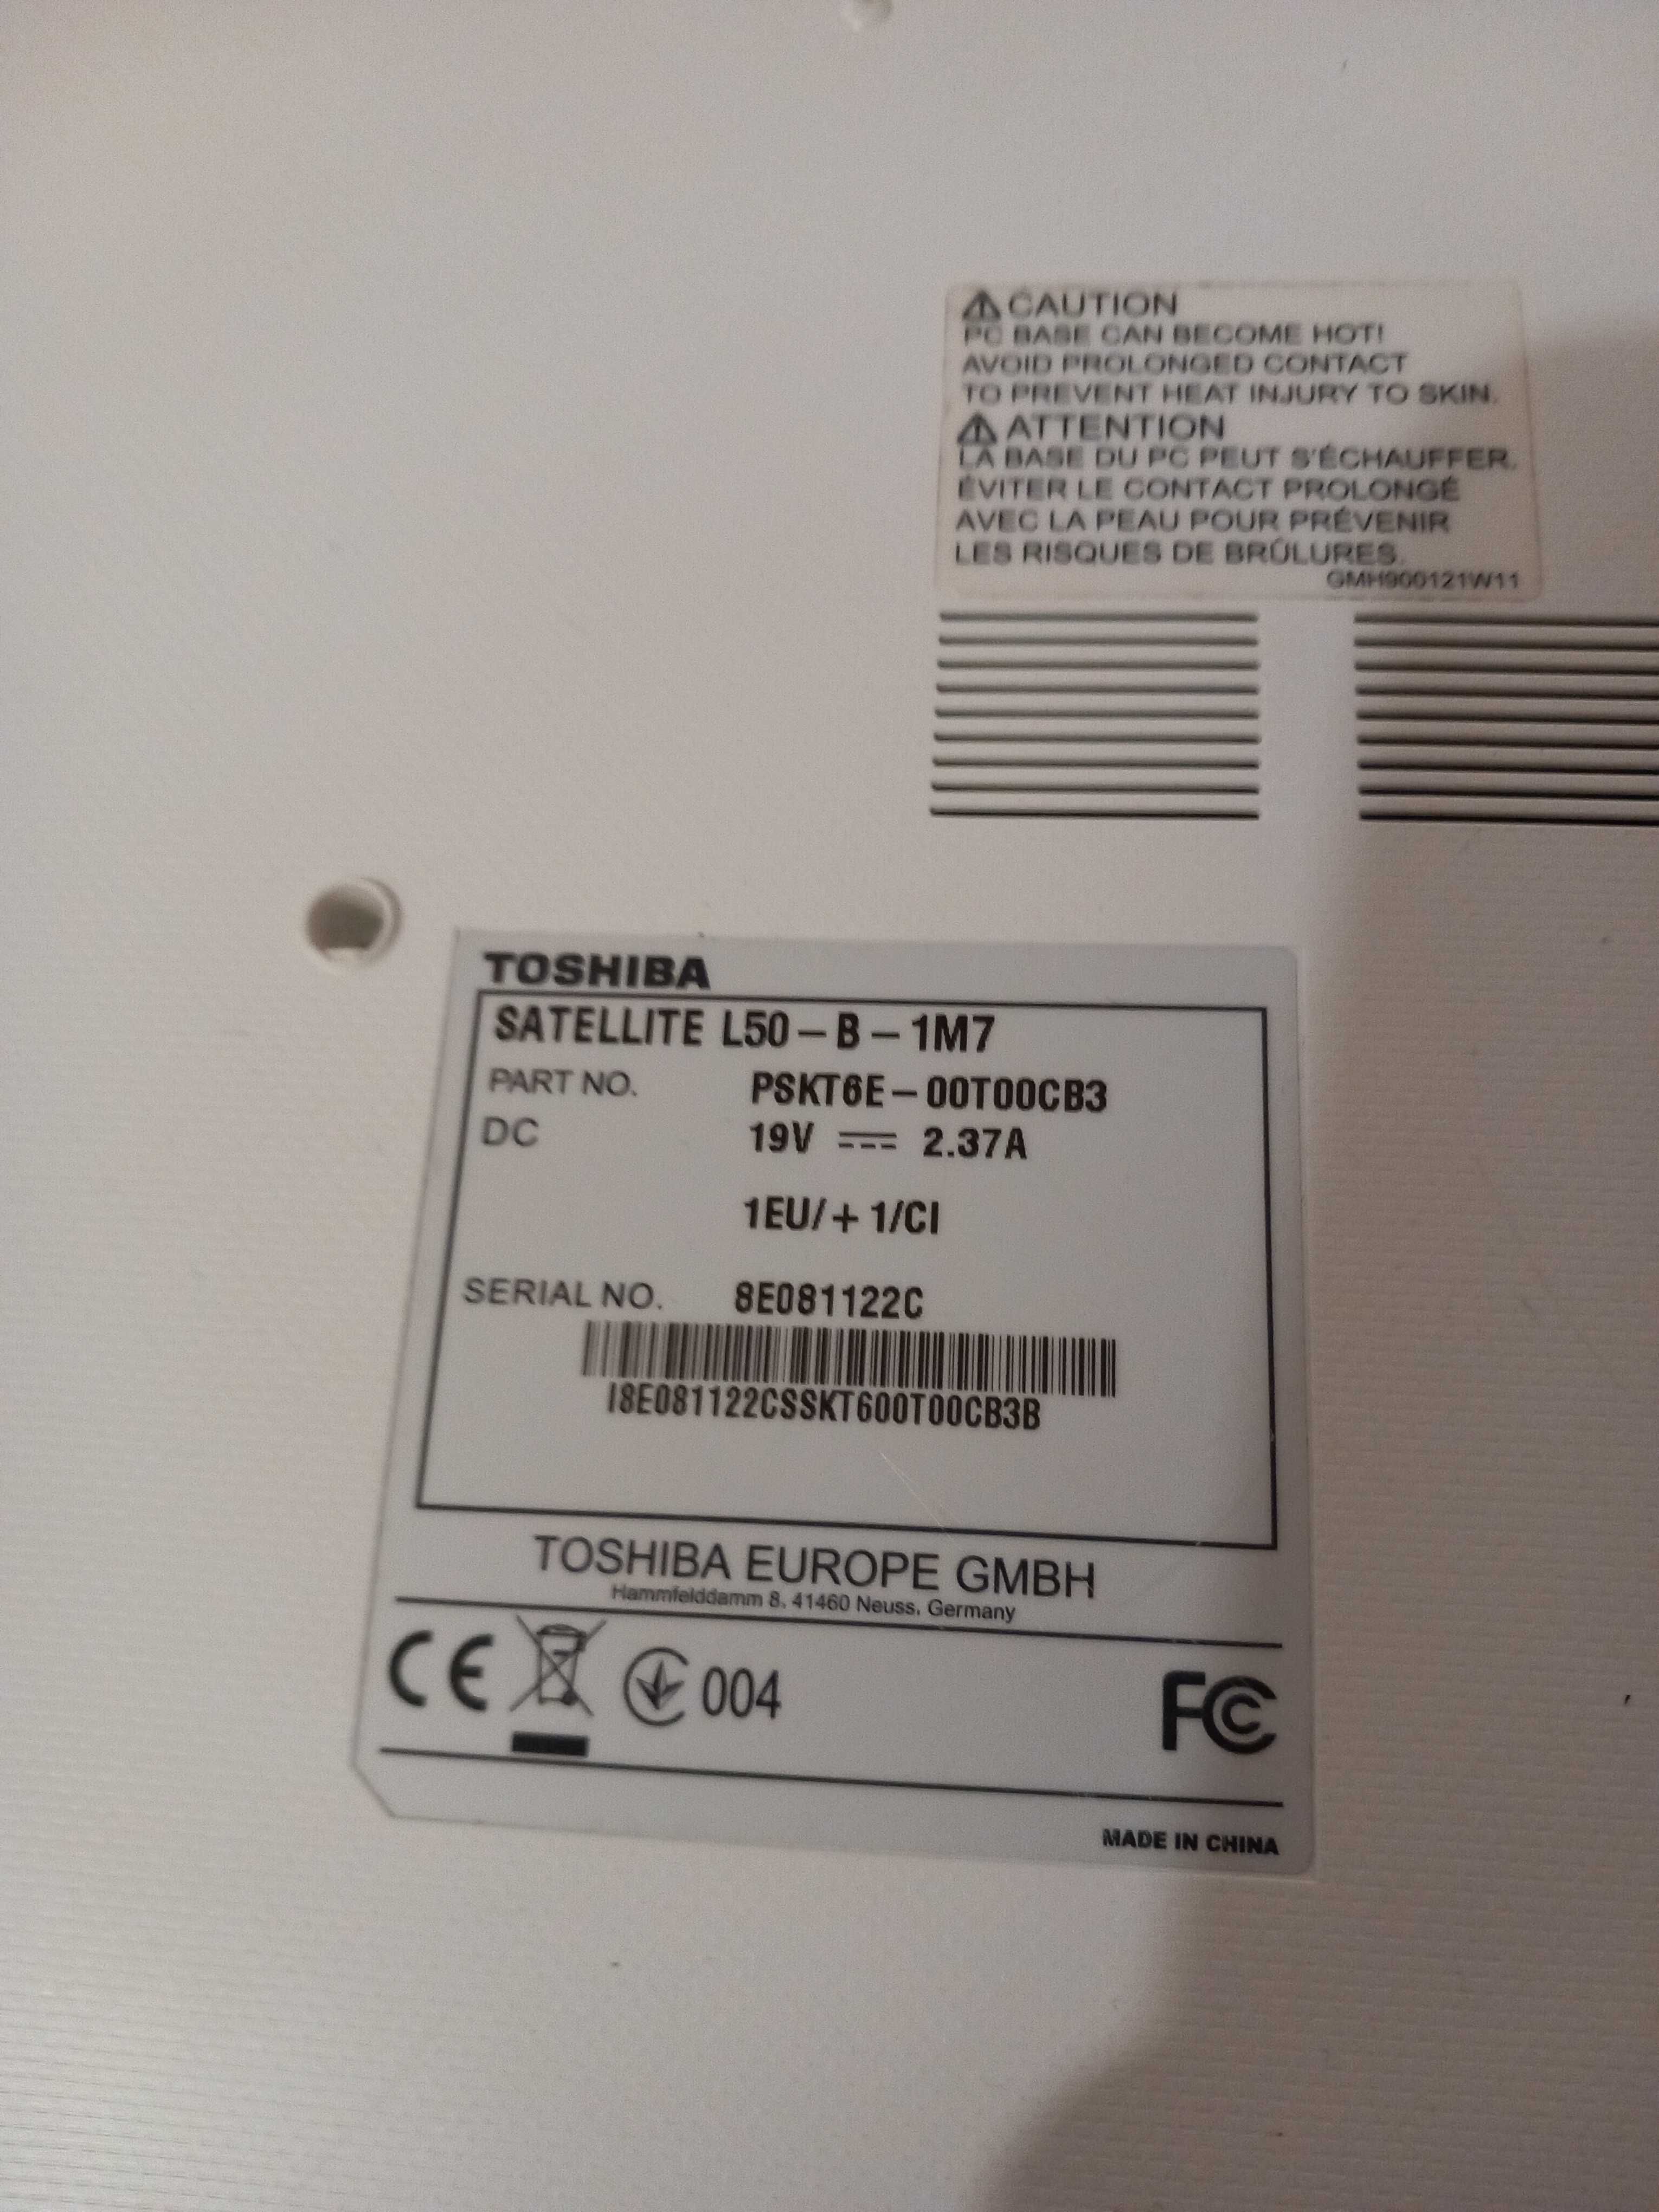 CAUTION
PC BASE CAN BECOME HOT!
AVOID PROLONGED CONTACT
TO PREVENT HEAT INJURY TO SKIN.
ATTENTION
LA BASE DU PC PEUT S'ÉCHAUFFER.
ÉVITER LE CONTACT PROLONGÉ
AVEC LA PEAU POUR PRÉVENIR
LES RISQUES DE BRÛLURES.
GMH900121W11
TOSHIBA
SATELLITE L50-B-1M7
PART NO. PSKT6E-00T00CB3
DC 19V ⎓ 2.37A
1EU/+ 1/CI
SERIAL NO. 8E081122C
I8E081122CSSKT600T00CB3B
TOSHIBA EUROPE GMBH
Hammfelddamm 8, 41460 Neuss, Germany
CE 004 FC
MADE IN CHINA